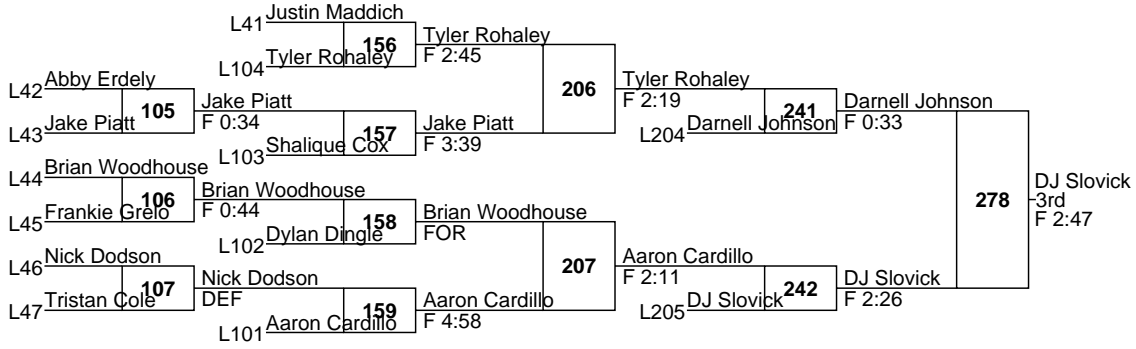 L41 Justin Maddich
156
L104 Tyler Rohaley
Tyler Rohaley
F 2:45
L42 Abby Erdely
105
L43 Jake Piatt
Jake Piatt
F 0:34
157
L103 Shalique Cox
Jake Piatt
F 3:39
206
Tyler Rohaley
F 2:19
241
L204 Darnell Johnson
Darnell Johnson
F 0:33
L44 Brian Woodhouse
106
L45 Frankie Grelo
Brian Woodhouse
F 0:44
158
L102 Dylan Dingle
Brian Woodhouse
FOR
L46 Nick Dodson
107
L47 Tristan Cole
Nick Dodson
DEF
159
L101 Aaron Cardillo
Aaron Cardillo
F 4:58
207
Aaron Cardillo
F 2:11
242
L205 DJ Slovick
DJ Slovick
F 2:26
278
DJ Slovick
3rd
F 2:47